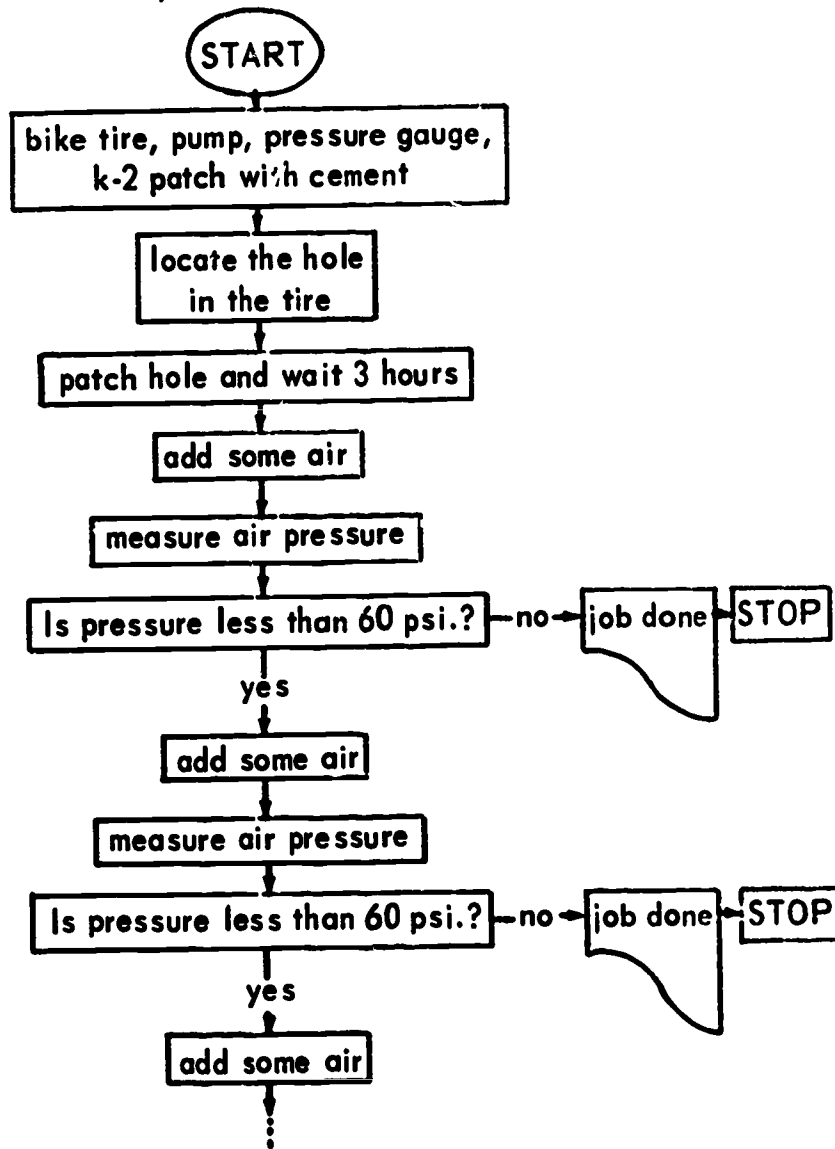 START
bike tire, pump, pressure gauge,
k-2 patch with cement
locate the hole
in the tire
patch hole and wait 3 hours
add some air
measure air pressure
Is pressure less than 60 psi.?
no
job done
STOP
yes
add some air
measure air pressure
Is pressure less than 60 psi.?
no
job done
STOP
yes
add some air